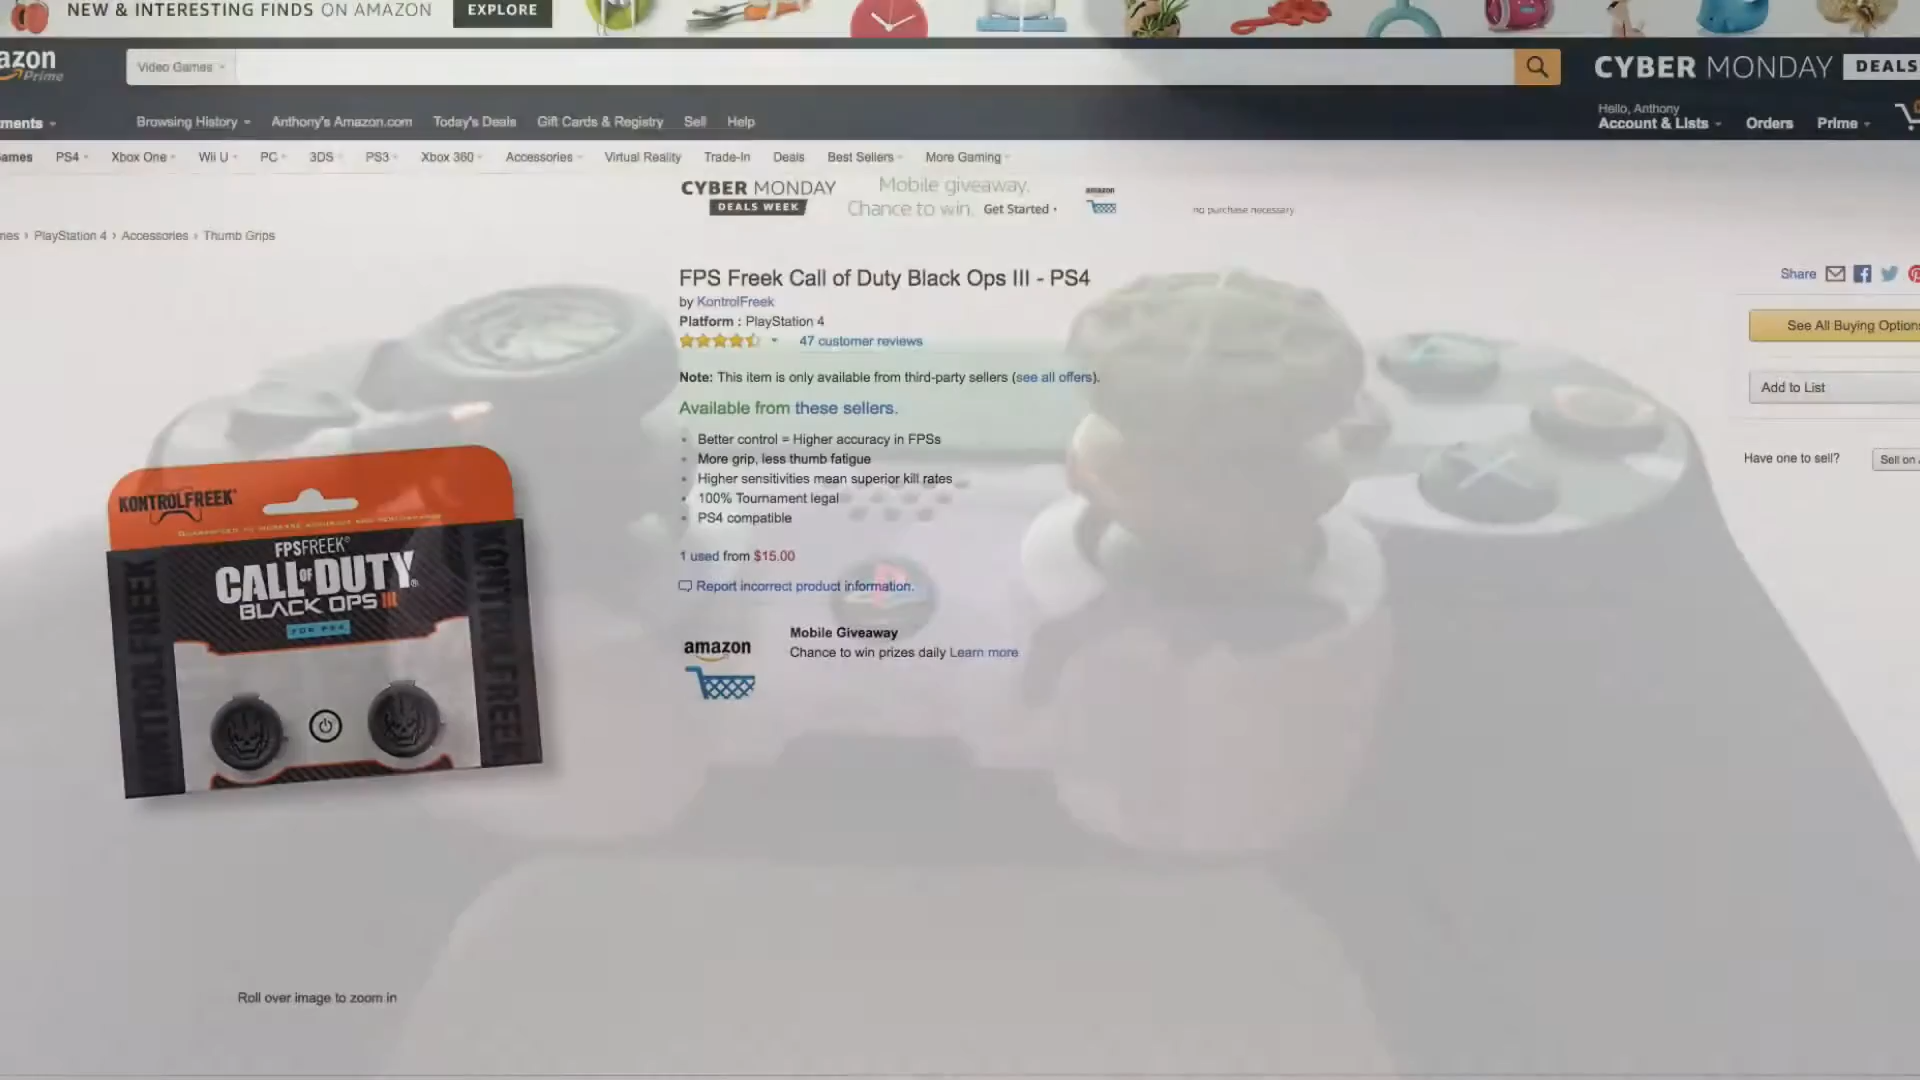 NEW & INTERESTING FINDS ON AMAZON
EXPLORE
azon
Prime
Video Games
CYBER MONDAY DEALS
ments
Browsing History
Anthony's Amazon.com
Today's Deals
Gift Cards & Registry
Sell
Help
Hello, Anthony
Account & Lists
Orders
Prime
ames
PS4
Xbox One
Wii U
PC
3DS
PS3
Xbox 360
Accessories
Virtual Reality
Trade-In
Deals
Best Sellers
More Gaming
CYBER MONDAY
DEALS WEEK
Mobile giveaway.
Chance to win. Get Started
amazon
no purchase necessary
mes › PlayStation 4 › Accessories › Thumb Grips
FPS Freek Call of Duty Black Ops III - PS4
by KontrolFreek
Platform : PlayStation 4
47 customer reviews
Note: This item is only available from third-party sellers (see all offers).
Available from these sellers.
Better control = Higher accuracy in FPSs
More grip, less thumb fatigue
Higher sensitivities mean superior kill rates
100% Tournament legal
PS4 compatible
1 used from $15.00
Report incorrect product information.
amazon
Mobile Giveaway
Chance to win prizes daily Learn more
Share
See All Buying Options
Add to List
Have one to sell?
Sell on
KONTROLFREEK
GUARANTEED TO INCREASE ACCURACY AND PERFORMANCE
FPSFREEK
CALL OF DUTY
BLACK OPS III
FOR PS4
KONTROLFREEK
KONTROLFREEK
Roll over image to zoom in